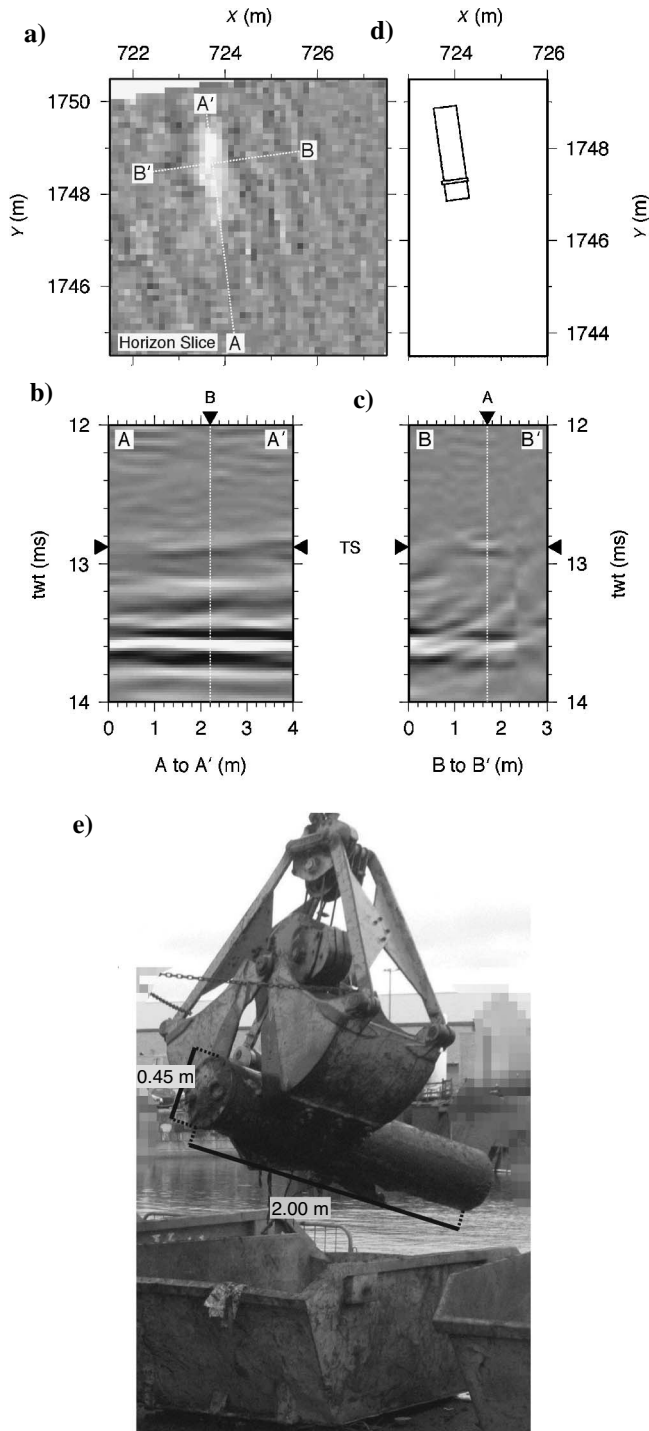 a)
X (m)
722 724 726
d)
X (m)
724 726
1750
1748
1746
Y (m)
A'
B
B'
A
Horizon Slice
1748
1746
1744
Y (m)
b)
B
12
13
14
twt (ms)
A A'
0 1 2 3 4
A to A' (m)
TS
c)
A
B B'
12
13
14
twt (ms)
0 1 2 3
B to B' (m)
e)
0.45 m
2.00 m